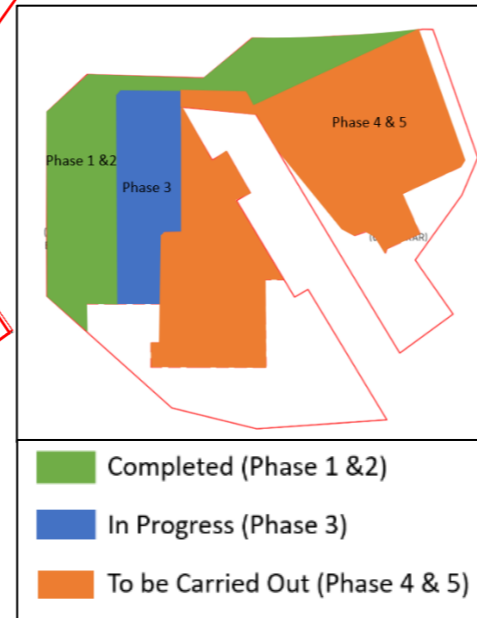 Phase 4 & 5
Phase 1 &2
Phase 3
AR)
Completed (Phase 1 &2)
In Progress (Phase 3)
To be Carried Out (Phase 4 & 5)